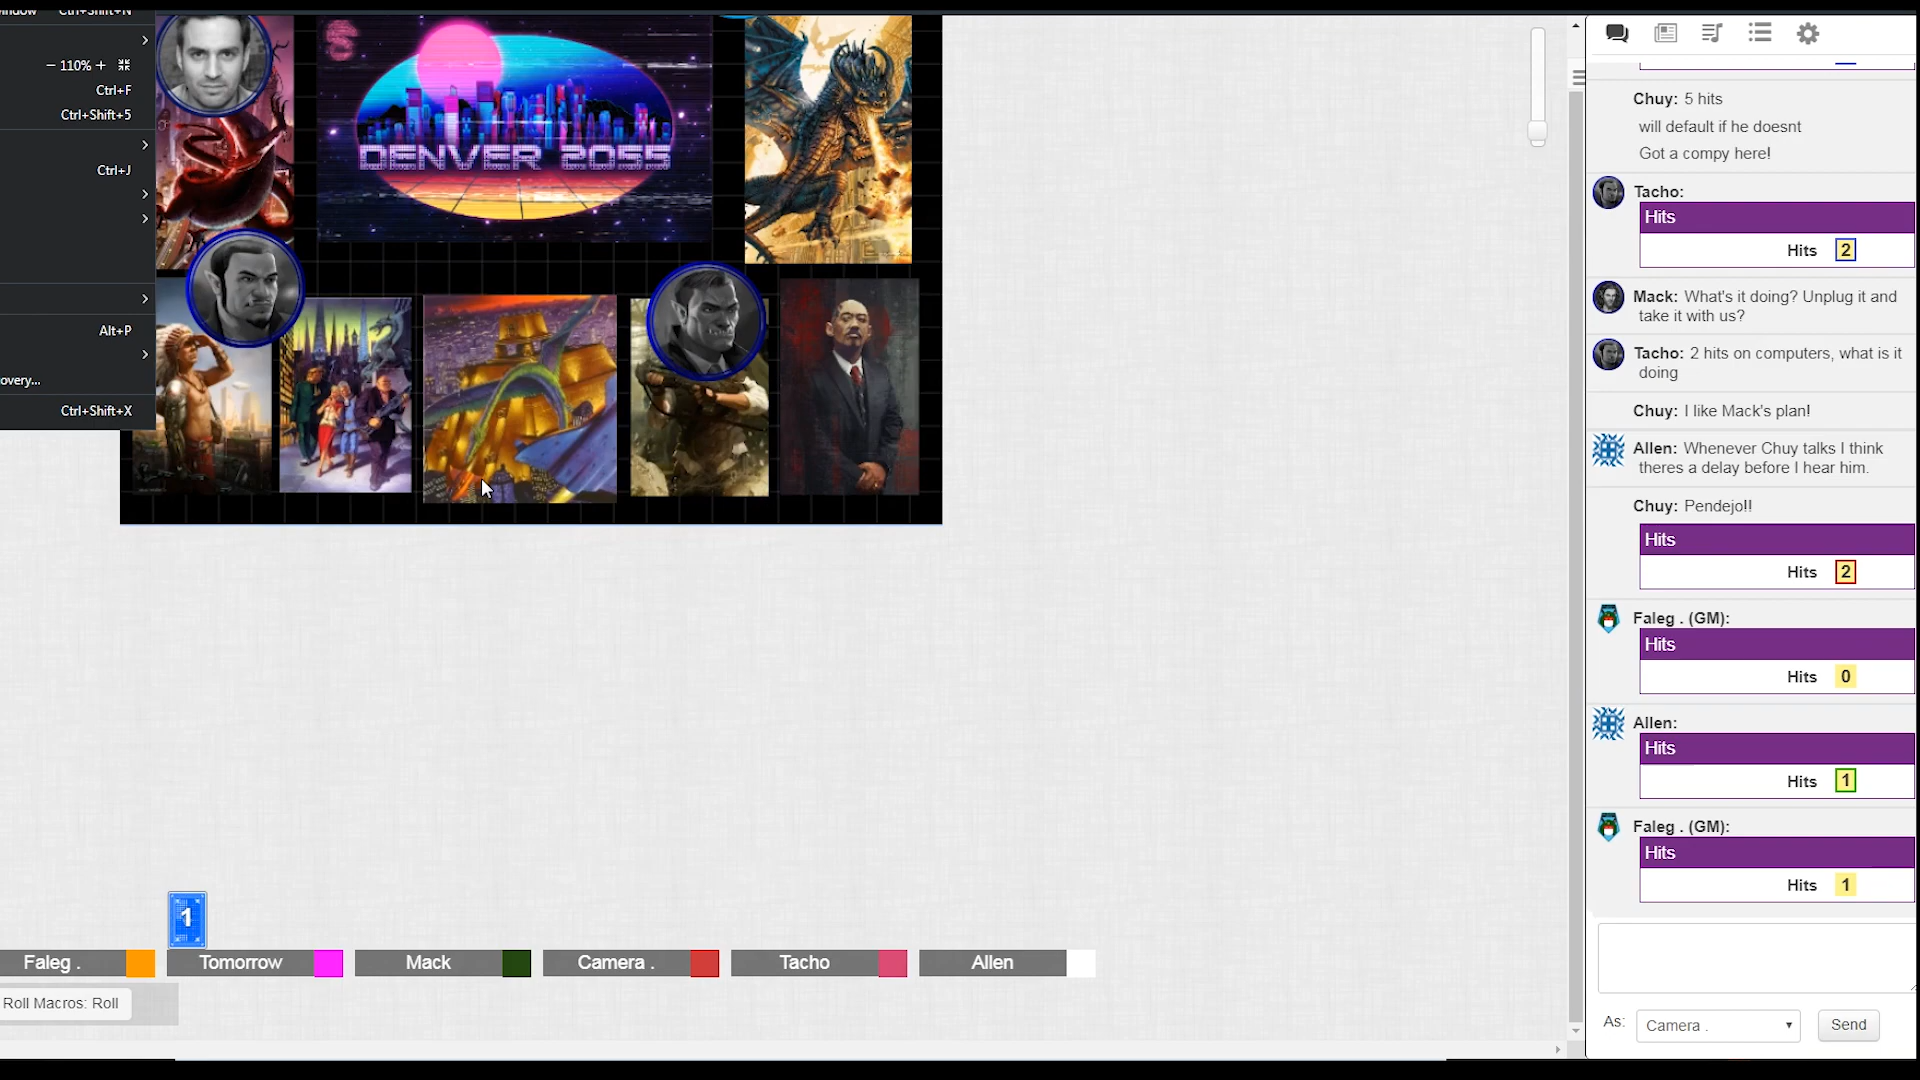 Ctrl+Shift+N
− 110% +
Ctrl+F
Ctrl+Shift+5
Ctrl+J
Alt+P
overy...
Ctrl+Shift+X
S
DENVER 2055
1
Faleg .
Tomorrow
Mack
Camera .
Tacho
Allen
Roll Macros: Roll
Chuy: 5 hits
will default if he doesnt
Got a compy here!
Tacho:
Hits
Hits 2
Mack: What's it doing? Unplug it and
take it with us?
Tacho: 2 hits on computers, what is it
doing
Chuy: I like Mack's plan!
Allen: Whenever Chuy talks I think
theres a delay before I hear him.
Chuy: Pendejo!!
Hits
Hits 2
Faleg . (GM):
Hits
Hits 0
Allen:
Hits
Hits 1
Faleg . (GM):
Hits
Hits 1
As: Camera . Send